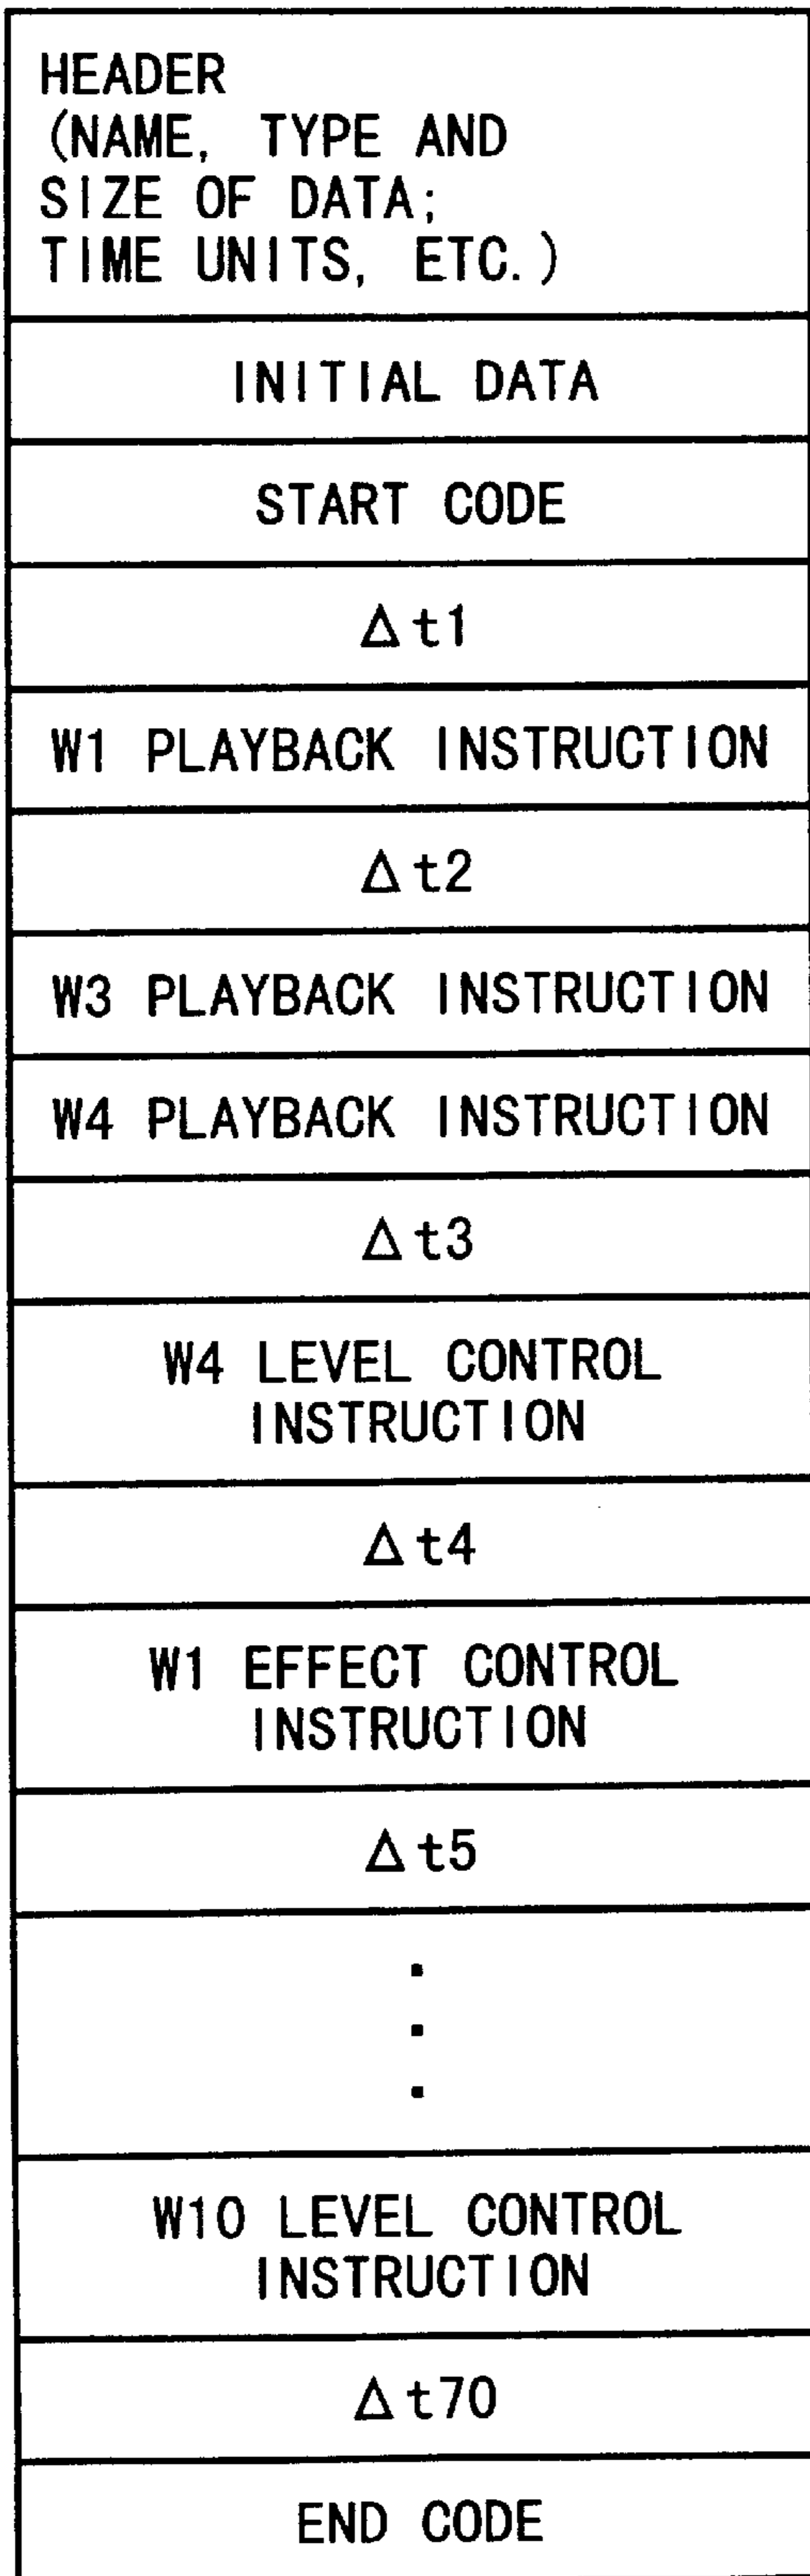 HEADER
(NAME, TYPE AND
SIZE OF DATA;
TIME UNITS, ETC.)
INITIAL DATA
START CODE
Δt1
W1 PLAYBACK INSTRUCTION
Δt2
W3 PLAYBACK INSTRUCTION
W4 PLAYBACK INSTRUCTION
Δt3
W4 LEVEL CONTROL
INSTRUCTION
Δt4
W1 EFFECT CONTROL
INSTRUCTION
Δt5
W10 LEVEL CONTROL
INSTRUCTION
Δt70
END CODE